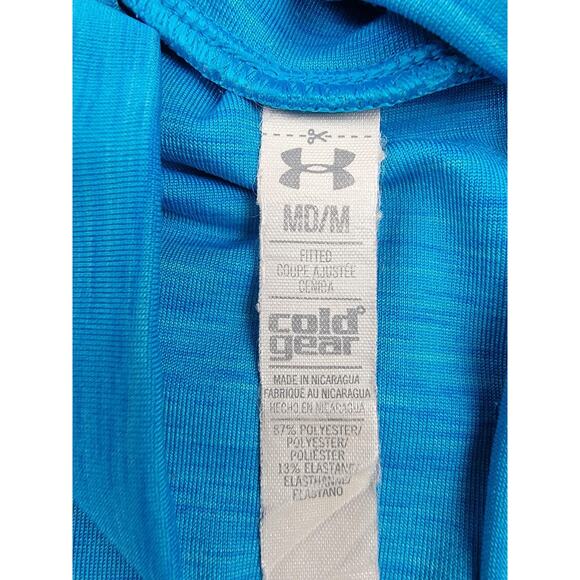 MD/M
FITTED
COUPE AJUSTÉE
CEÑIDA
cold
gear
MADE IN NICARAGUA
FABRIQUÉ AU NICARAGUA
HECHO EN NICARAGUA
87% POLYESTER/
POLYESTER/
POLIÉSTER
13% ELASTANE/
ELASTHANNE/
ELASTANO